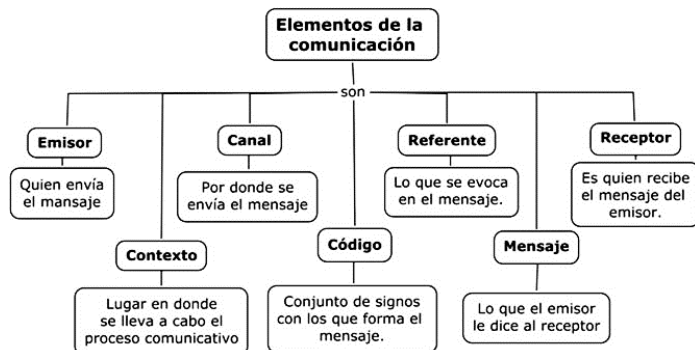 Elementos de la
comunicación
son
Emisor
Quien envía
el mansaje
Canal
Por donde se
envía el mensaje
Referente
Lo que se evoca
en el mensaje.
Receptor
Es quien recibe
el mensaje del
emisor.
Contexto
Lugar en donde
se lleva a cabo el
proceso comunicativo
Código
Conjunto de signos
con los que forma el
mensaje.
Mensaje
Lo que el emisor
le dice al receptor